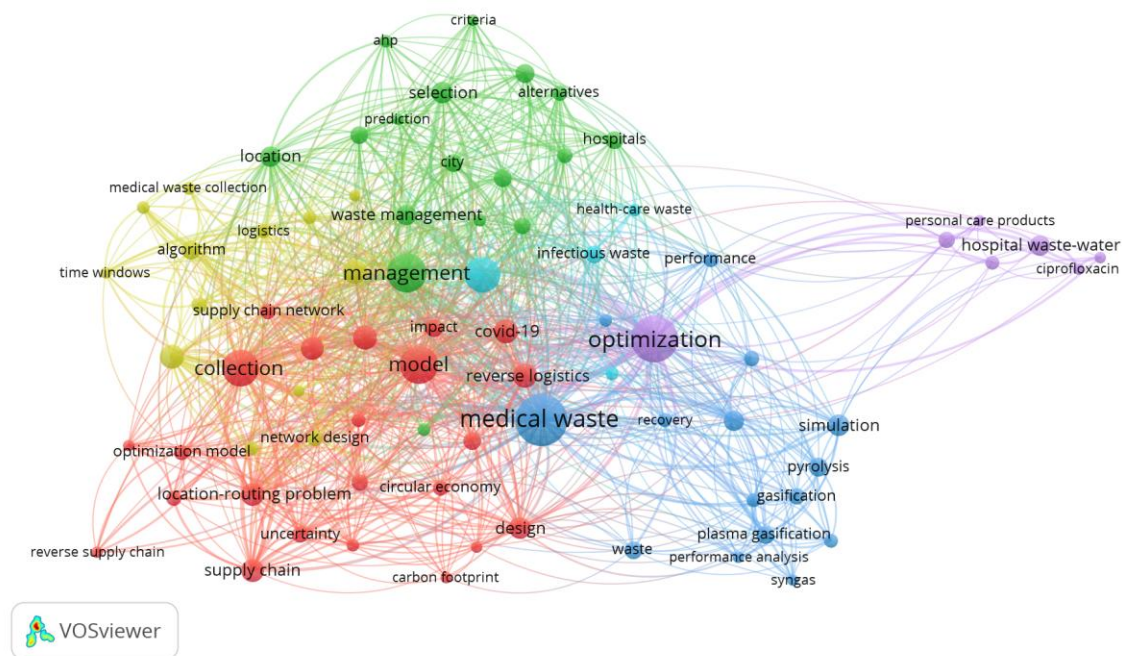 criteria
ahp
selection
alternatives
prediction
hospitals
location
city
medical waste collection
health-care waste
waste management
personal care products
logistics
algorithm
infectious waste
performance
hospital waste-water
time windows
management
ciprofloxacin
supply chain network
impact
covid-19
optimization
collection
model
reverse logistics
medical waste
recovery
simulation
network design
optimization model
pyrolysis
location-routing problem
circular economy
gasification
uncertainty
design
plasma gasification
reverse supply chain
waste
performance analysis
supply chain
carbon footprint
syngas
VOSviewer